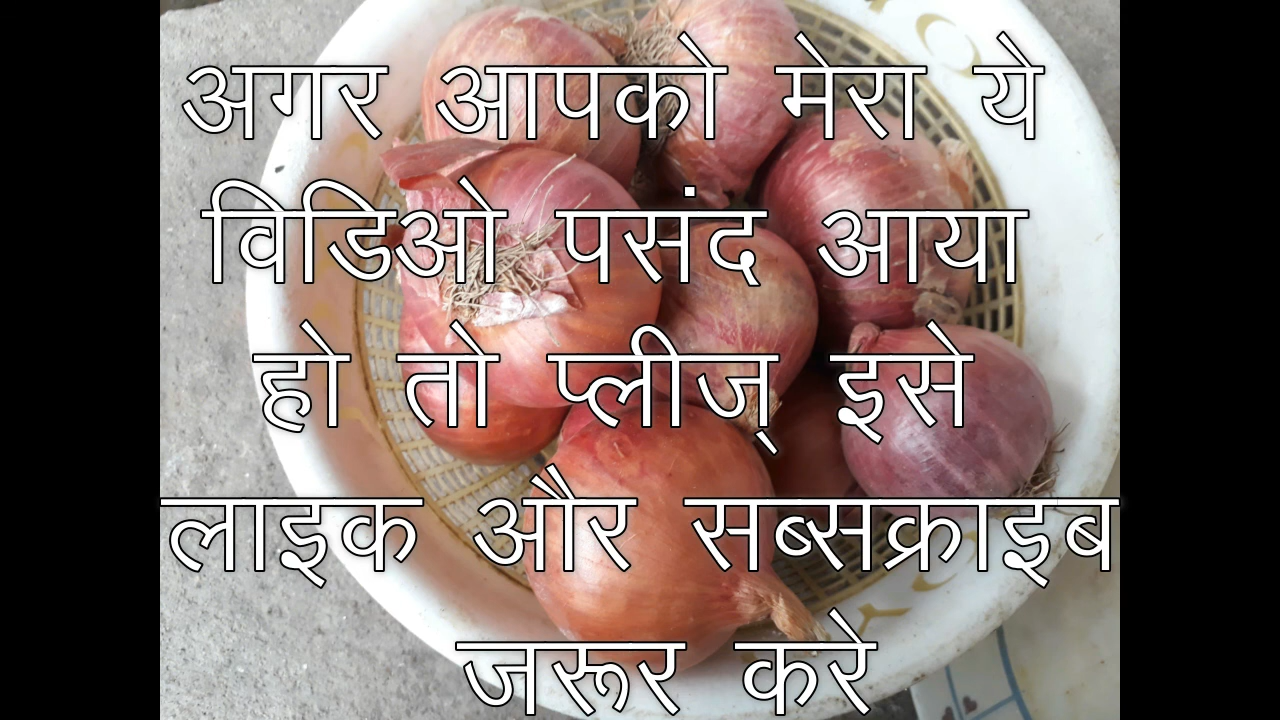 अगर आपको मेरा ये
विडिओ पसंद आया
हो तो प्लीज् इसे
लाइक और सब्सक्राइब
जरूर करे